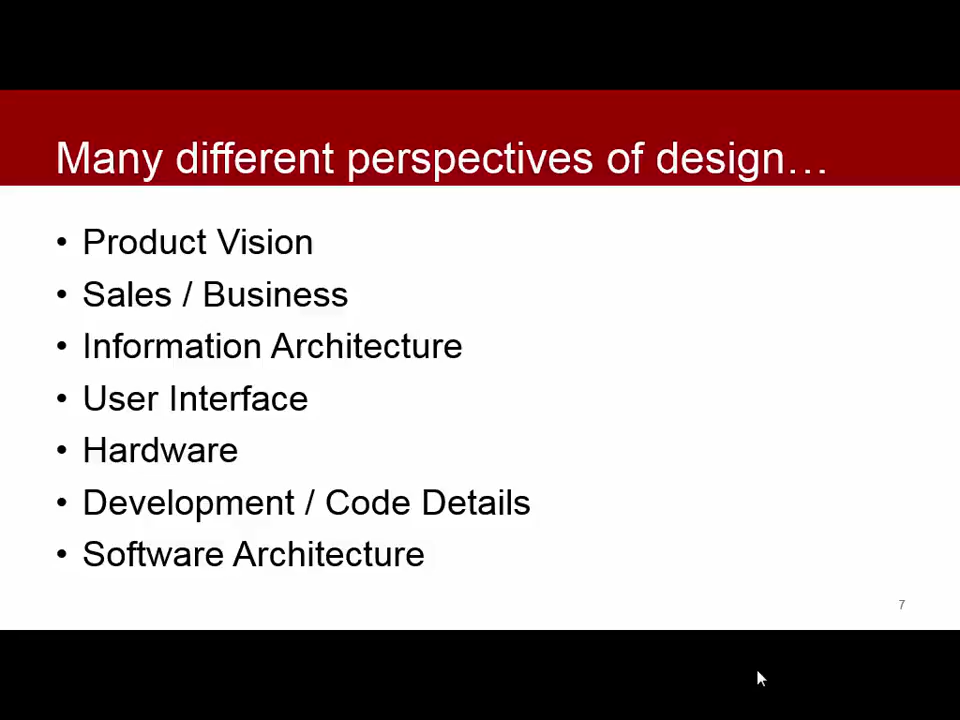 Many different perspectives of design…
• Product Vision
• Sales / Business
• Information Architecture
• User Interface
• Hardware
• Development / Code Details
• Software Architecture
7